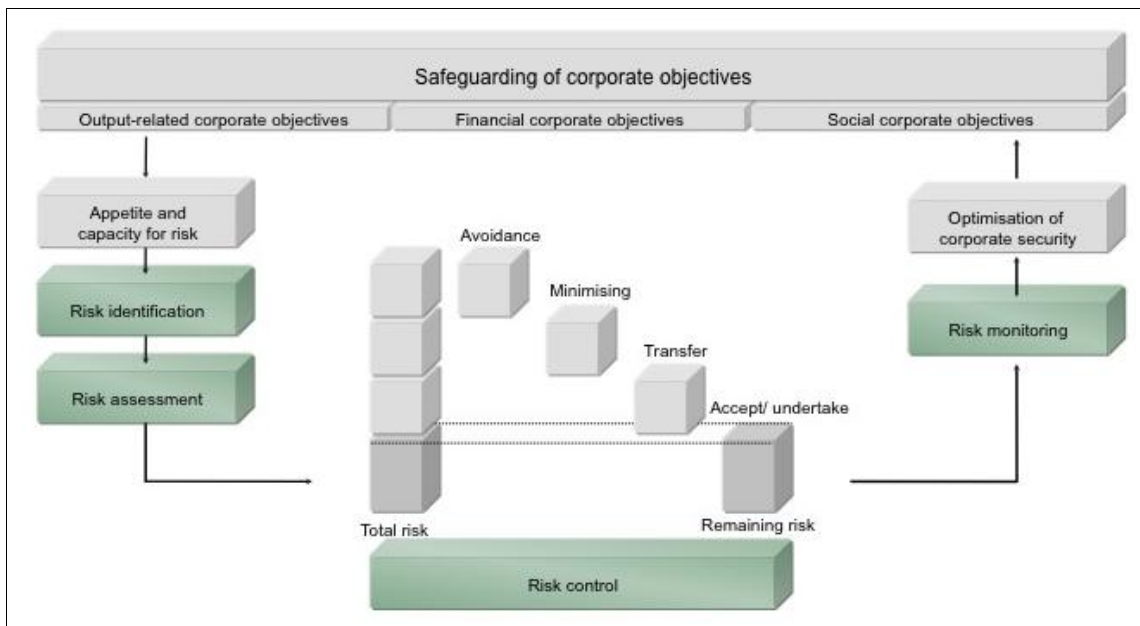 Safeguarding of corporate objectives
Output-related corporate objectives
Financial corporate objectives
Social corporate objectives
Appetite and
capacity for risk
Risk identification
Risk assessment
Avoidance
Minimising
Transfer
Accept/ undertake
Total risk
Remaining risk
Risk control
Optimisation of
corporate security
Risk monitoring